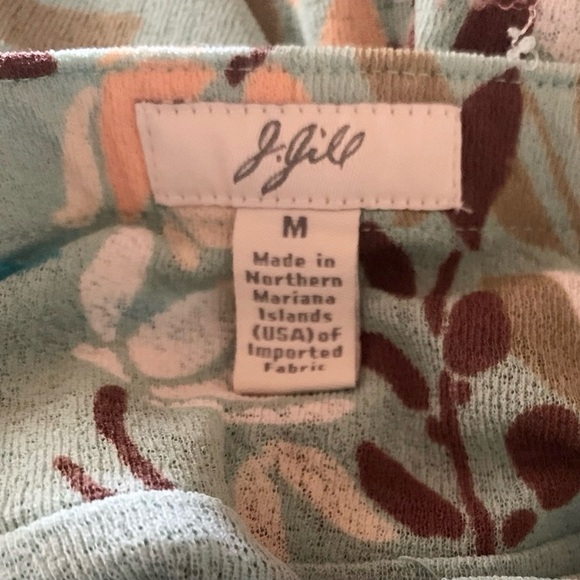 J.Jill
M
Made in
Northern
Mariana
Islands
(USA) of
Imported
Fabric